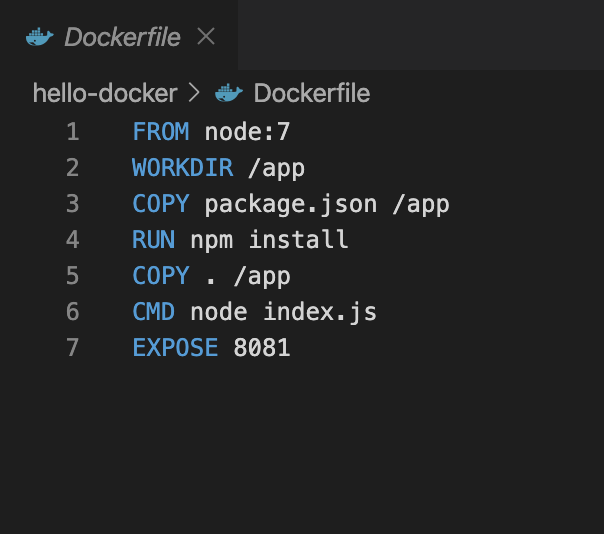 Dockerfile
hello-docker > Dockerfile
1 FROM node:7
2 WORKDIR /app
3 COPY package.json /app
4 RUN npm install
5 COPY . /app
6 CMD node index.js
7 EXPOSE 8081